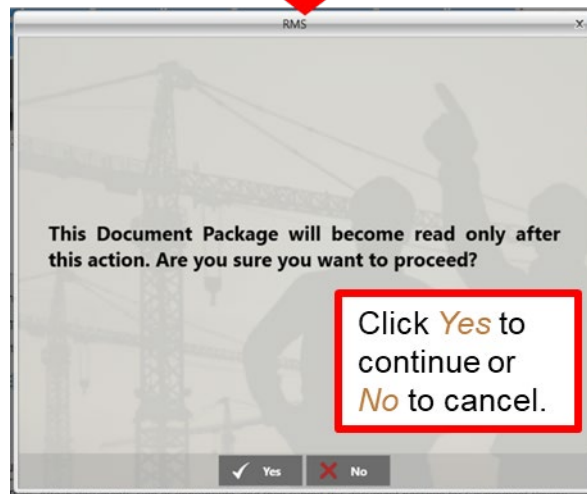 RMS
x
This Document Package will become read only after
this action. Are you sure you want to proceed?
Click Yes to
continue or
No to cancel.
Yes No